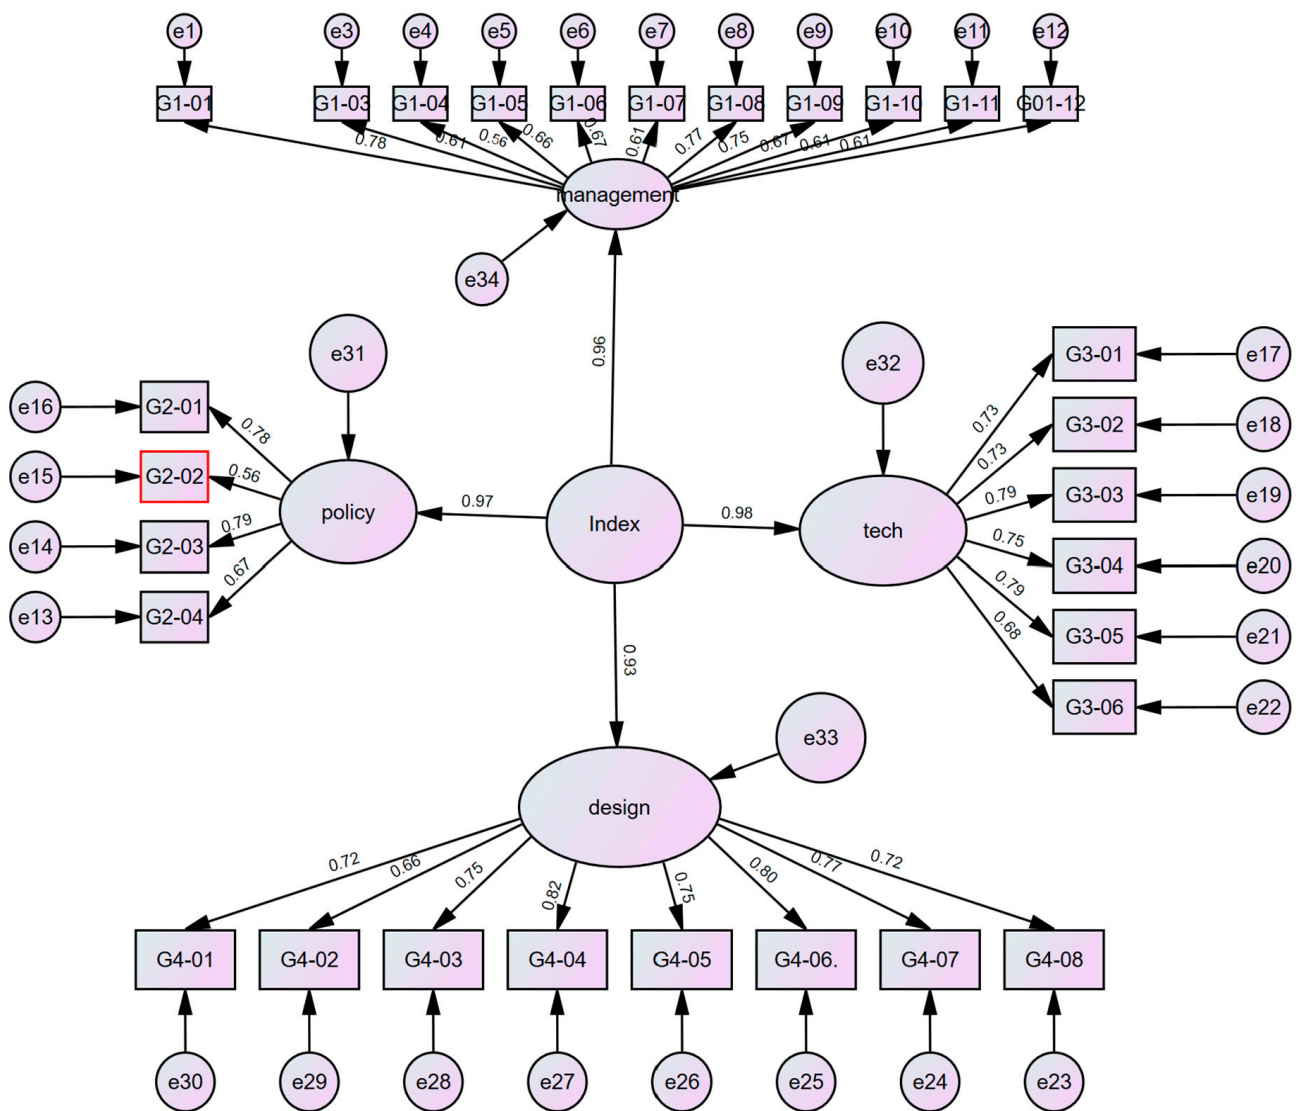 e1 e3 e4 e5 e6 e7 e8 e9 e10 e11 e12
G1-01 G1-03 G1-04 G1-05 G1-06 G1-07 G1-08 G1-09 G1-10 G1-11 G01-12
0.78 0.61 0.56 0.66 0.67 0.61 0.77 0.75 0.67 0.61 0.61
management
e34
0.96
e31
e16 G2-01 0.78
e15 G2-02 0.56
e14 G2-03 0.79
e13 G2-04 0.67
policy
0.97
Index
0.98
tech
e32
0.73 G3-01 e17
0.73 G3-02 e18
0.79 G3-03 e19
0.75 G3-04 e20
0.79 G3-05 e21
0.68 G3-06 e22
0.93
e33
design
0.72 0.66 0.75 0.82 0.75 0.80 0.77 0.72
G4-01 G4-02 G4-03 G4-04 G4-05 G4-06. G4-07 G4-08
e30 e29 e28 e27 e26 e25 e24 e23